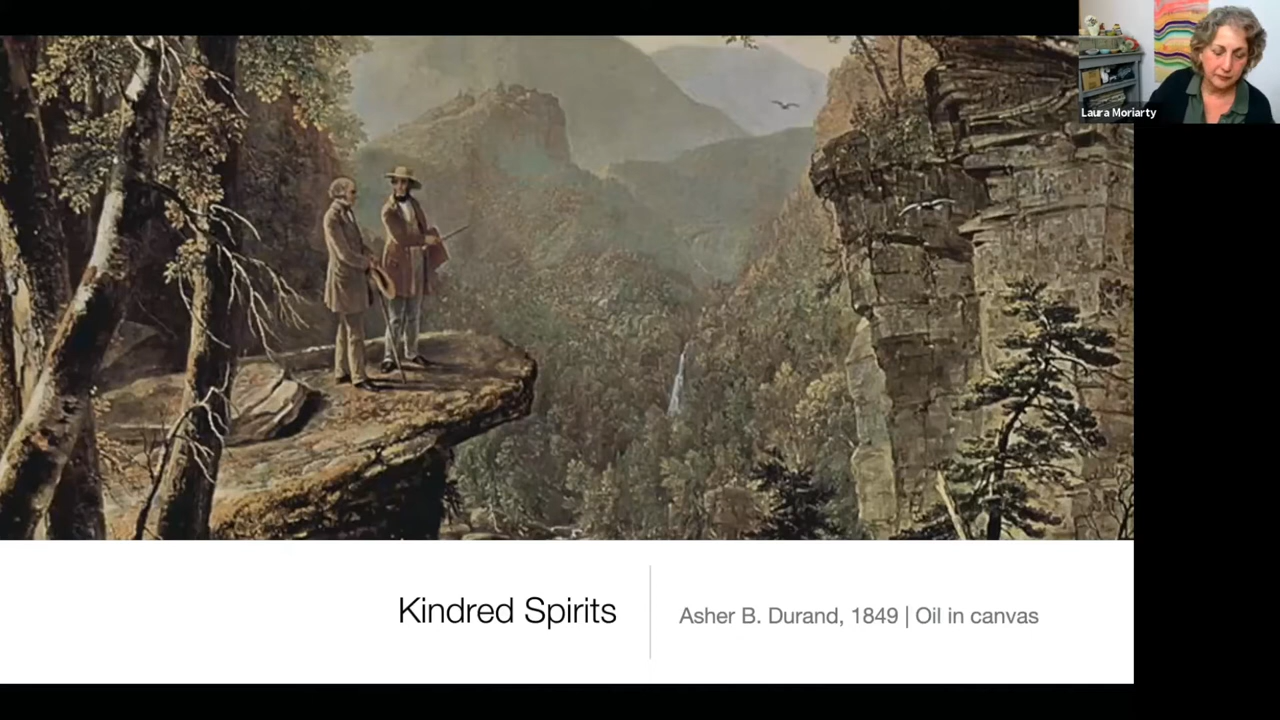 Laura Moriarty
Kindred Spirits
Asher B. Durand, 1849 | Oil in canvas